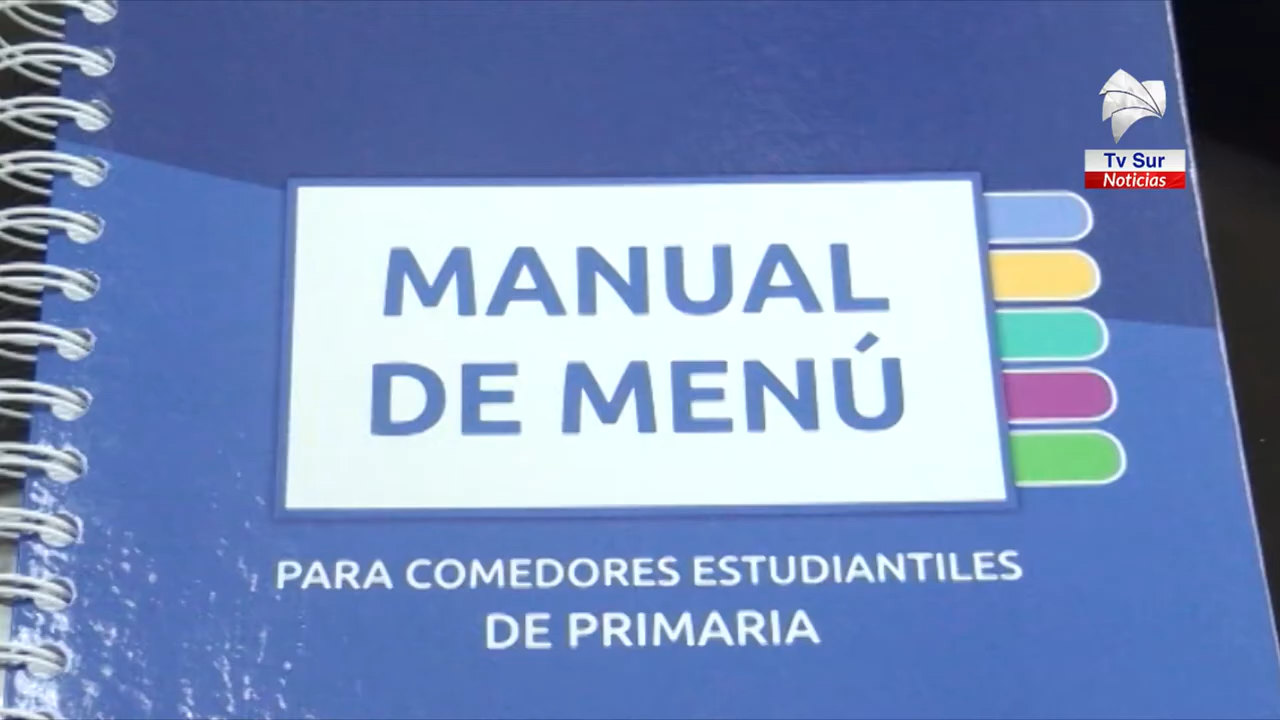 Tv Sur
Noticias
MANUAL
DE MENÚ
PARA COMEDORES ESTUDIANTILES
DE PRIMARIA